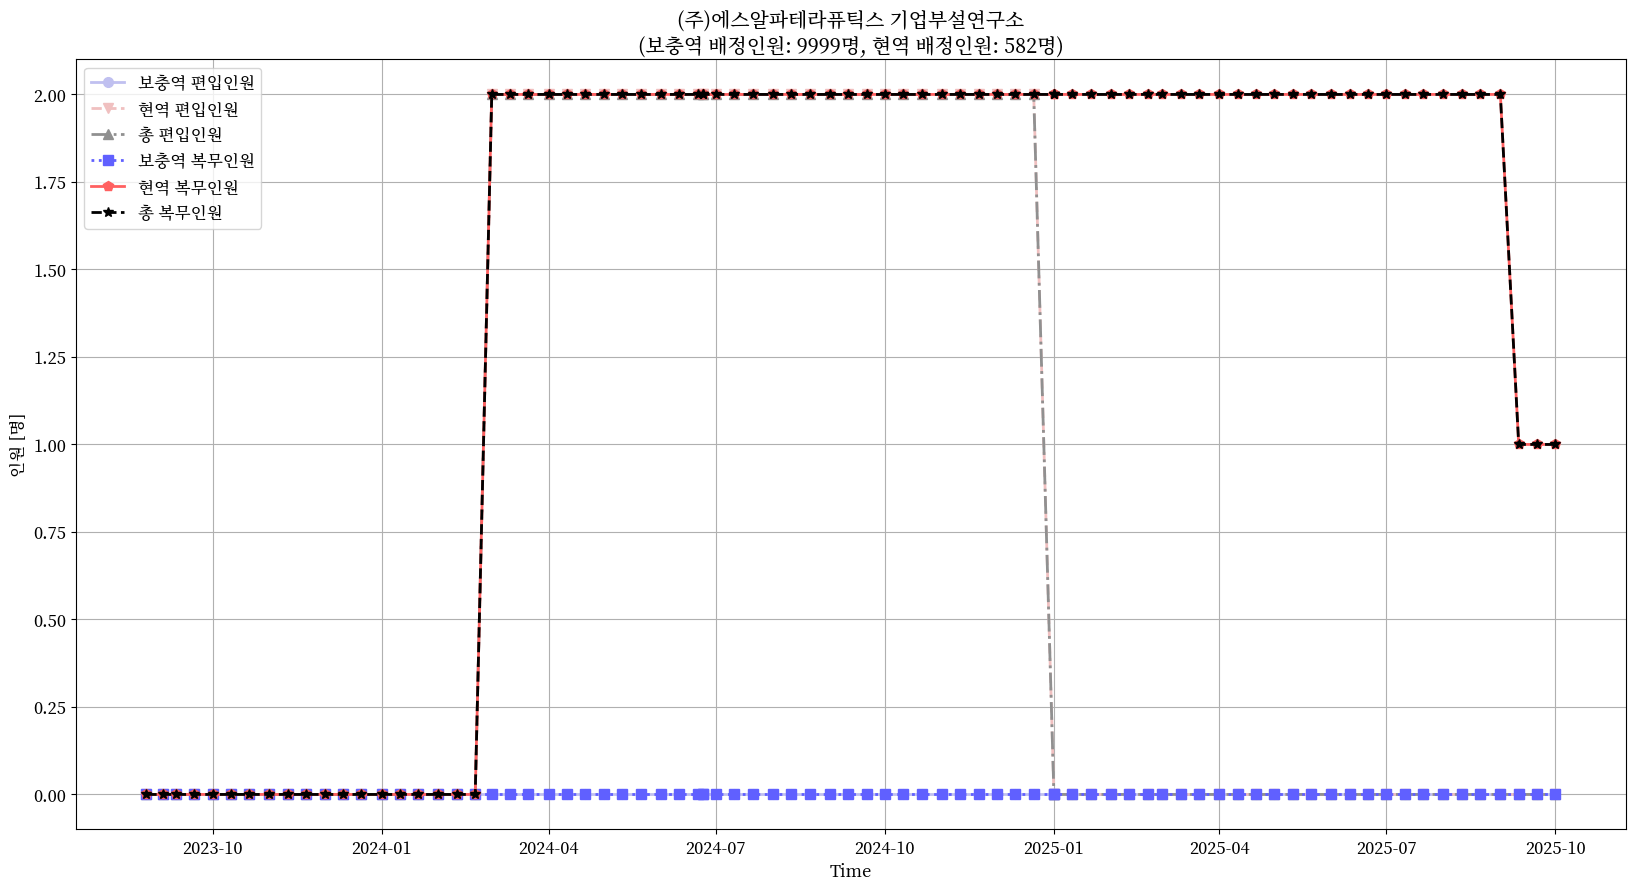 (주)에스알파테라퓨틱스 기업부설연구소
(보충역 배정인원: 9999명, 현역 배정인원: 582명)
보충역 편입인원
현역 편입인원
총 편입인원
보충역 복무인원
현역 복무인원
총 복무인원
2.00
1.75
1.50
1.25
1.00
0.75
0.50
0.25
0.00
인원 [명]
2023-10 2024-01 2024-04 2024-07 2024-10 2025-01 2025-04 2025-07 2025-10
Time